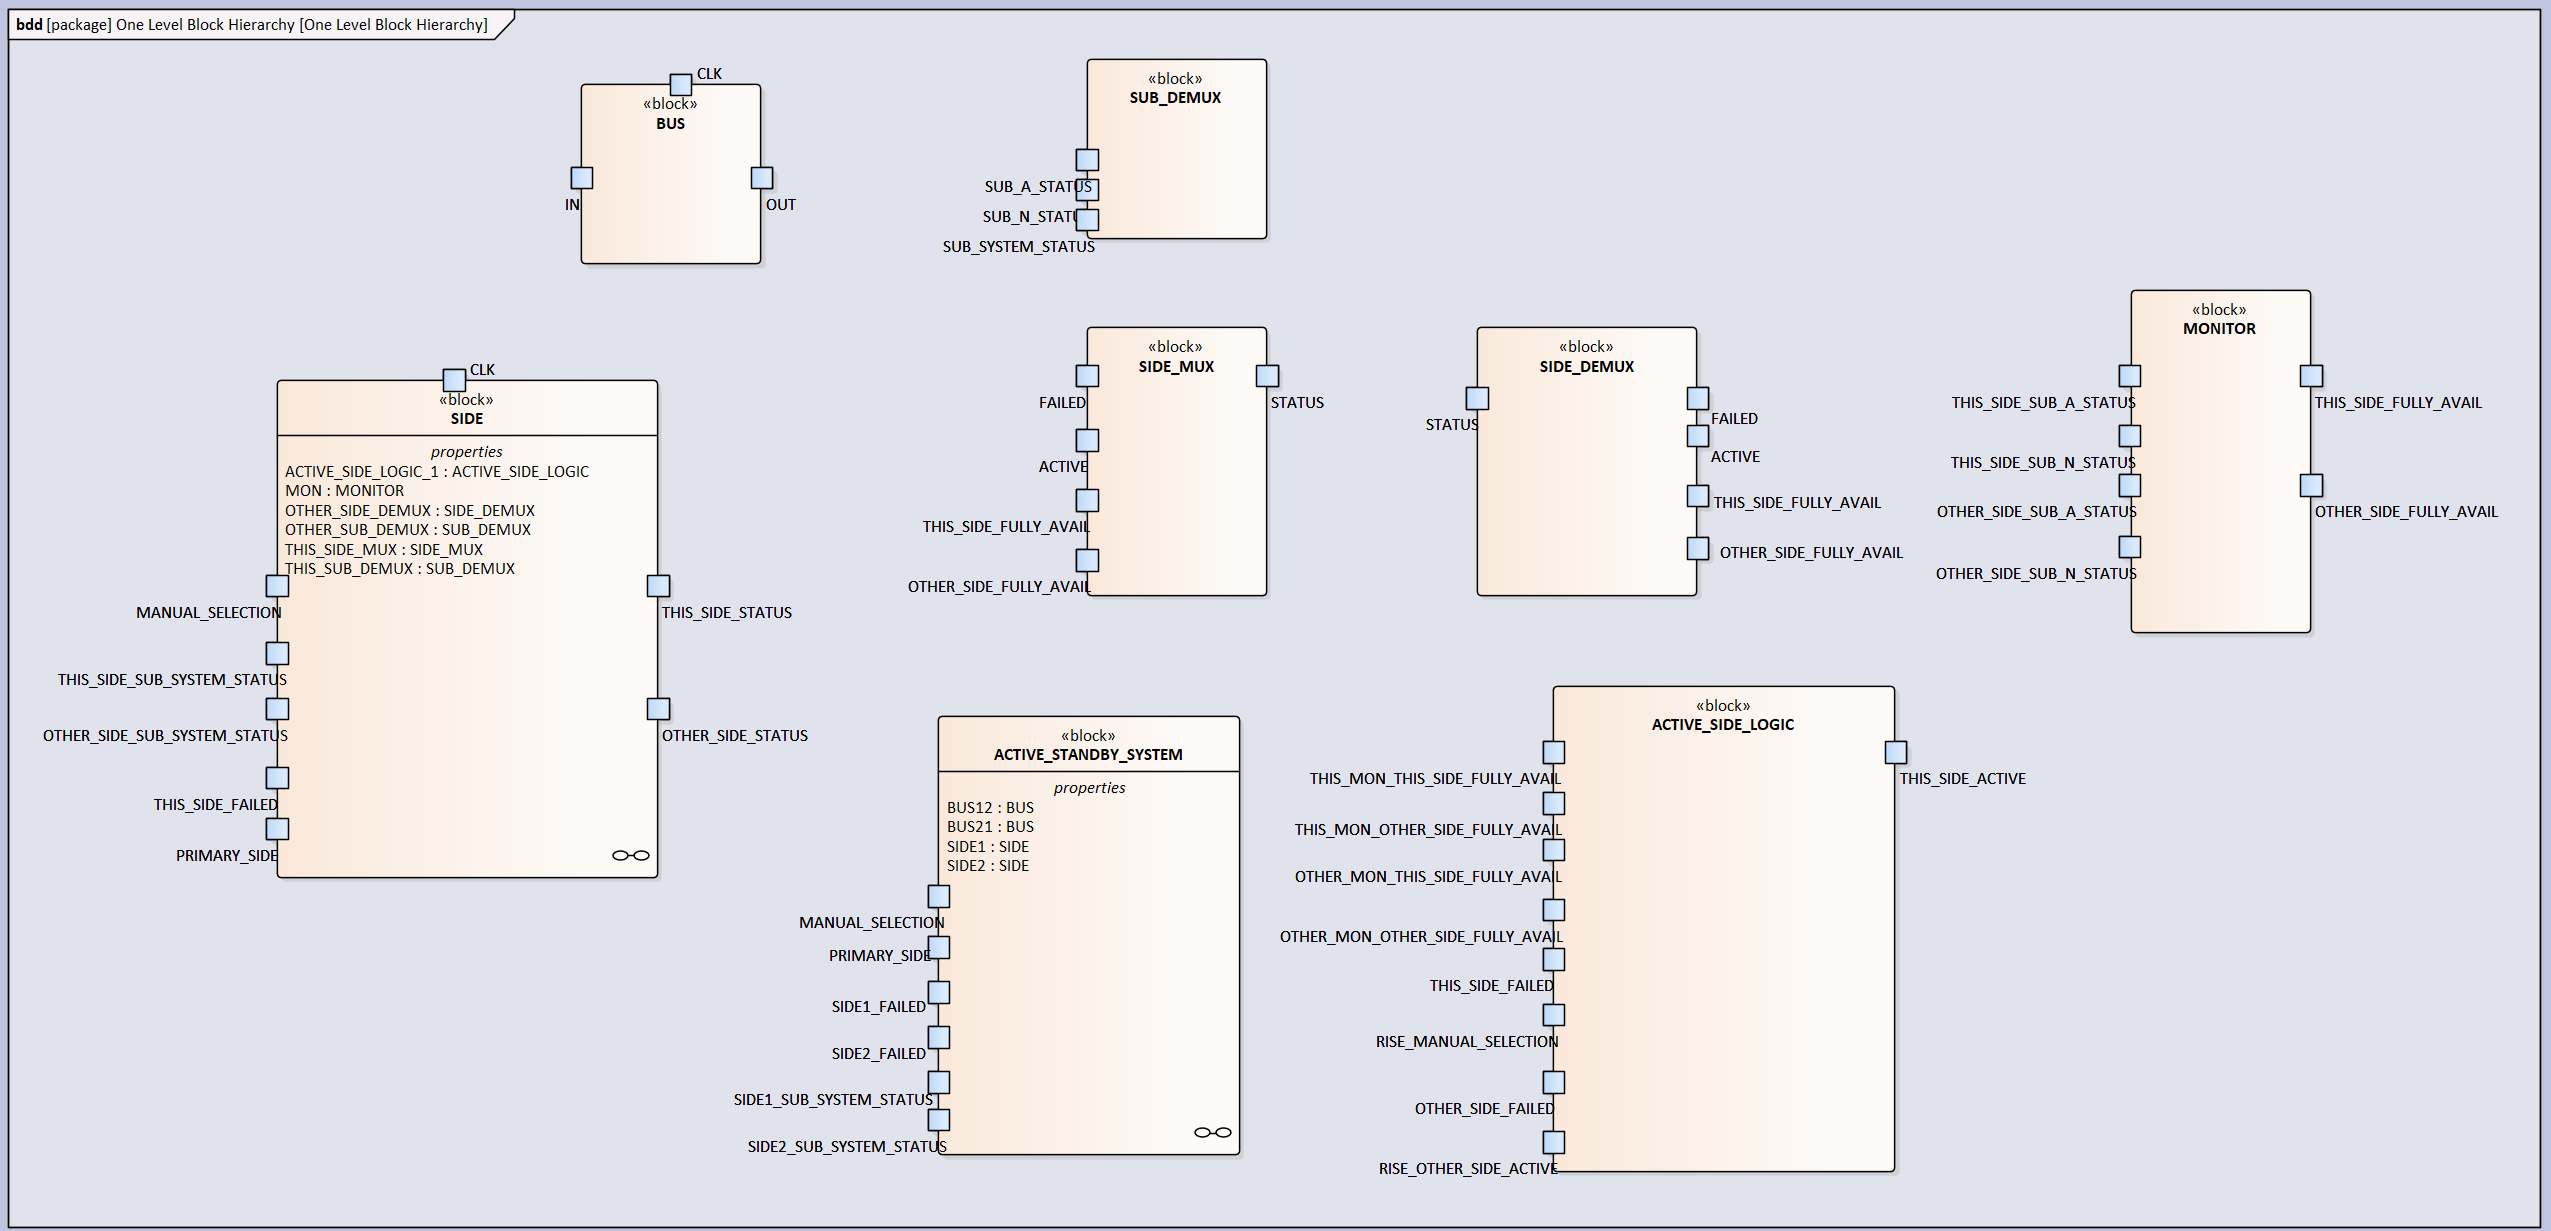 bdd [package] One Level Block Hierarchy [One Level Block Hierarchy]
CLK
«block»
BUS
IN
OUT
«block»
SUB_DEMUX
SUB_A_STATUS
SUB_N_STATU
SUB_SYSTEM_STATUS
CLK
«block»
SIDE
properties
ACTIVE_SIDE_LOGIC_1 : ACTIVE_SIDE_LOGIC
MON : MONITOR
OTHER_SIDE_DEMUX : SIDE_DEMUX
OTHER_SUB_DEMUX : SUB_DEMUX
THIS_SIDE_MUX : SIDE_MUX
THIS_SUB_DEMUX : SUB_DEMUX
MANUAL_SELECTION
THIS_SIDE_SUB_SYSTEM_STATUS
OTHER_SIDE_SUB_SYSTEM_STATUS
THIS_SIDE_FAILED
PRIMARY_SIDE
THIS_SIDE_STATUS
OTHER_SIDE_STATUS
«block»
SIDE_MUX
FAILED
ACTIVE
THIS_SIDE_FULLY_AVAIL
OTHER_SIDE_FULLY_AVAIL
STATUS
«block»
SIDE_DEMUX
STATUS
FAILED
ACTIVE
THIS_SIDE_FULLY_AVAIL
OTHER_SIDE_FULLY_AVAIL
«block»
MONITOR
THIS_SIDE_SUB_A_STATUS
THIS_SIDE_SUB_N_STATUS
OTHER_SIDE_SUB_A_STATUS
OTHER_SIDE_SUB_N_STATUS
THIS_SIDE_FULLY_AVAIL
OTHER_SIDE_FULLY_AVAIL
«block»
ACTIVE_STANDBY_SYSTEM
properties
BUS12 : BUS
BUS21 : BUS
SIDE1 : SIDE
SIDE2 : SIDE
MANUAL_SELECTION
PRIMARY_SIDE
SIDE1_FAILED
SIDE2_FAILED
SIDE1_SUB_SYSTEM_STATUS
SIDE2_SUB_SYSTEM_STATUS
«block»
ACTIVE_SIDE_LOGIC
THIS_MON_THIS_SIDE_FULLY_AVAIL
THIS_MON_OTHER_SIDE_FULLY_AVAIL
OTHER_MON_THIS_SIDE_FULLY_AVAIL
OTHER_MON_OTHER_SIDE_FULLY_AVAIL
THIS_SIDE_FAILED
RISE_MANUAL_SELECTION
OTHER_SIDE_FAILED
RISE_OTHER_SIDE_ACTIVE
THIS_SIDE_ACTIVE